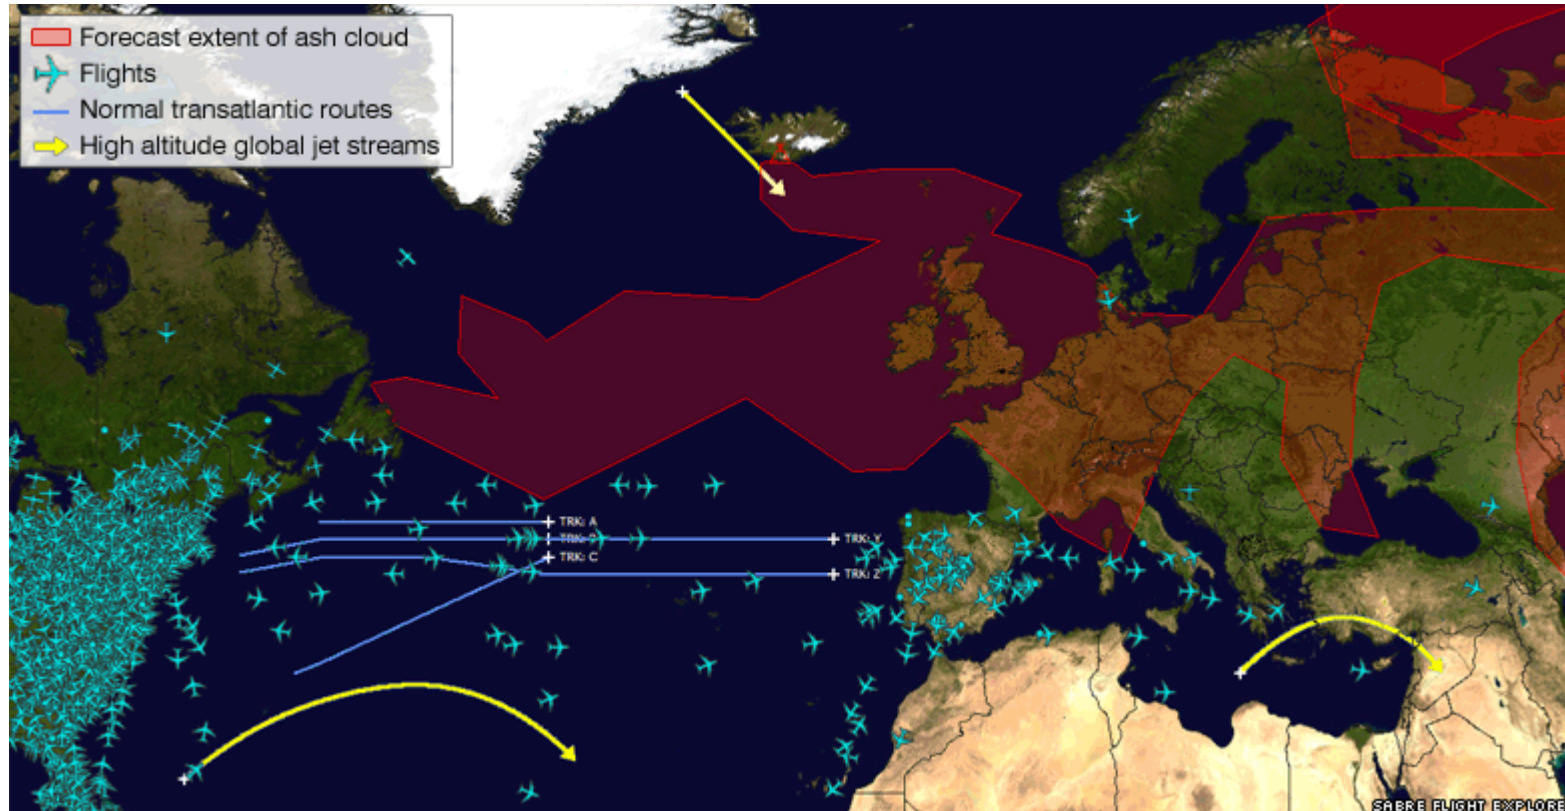 Forecast extent of ash cloud
Flights
Normal transatlantic routes
High altitude global jet streams
TRK: A
TRK: Y
TRK: C
TRK: Z
SABRE FLIGHT EXPLORE